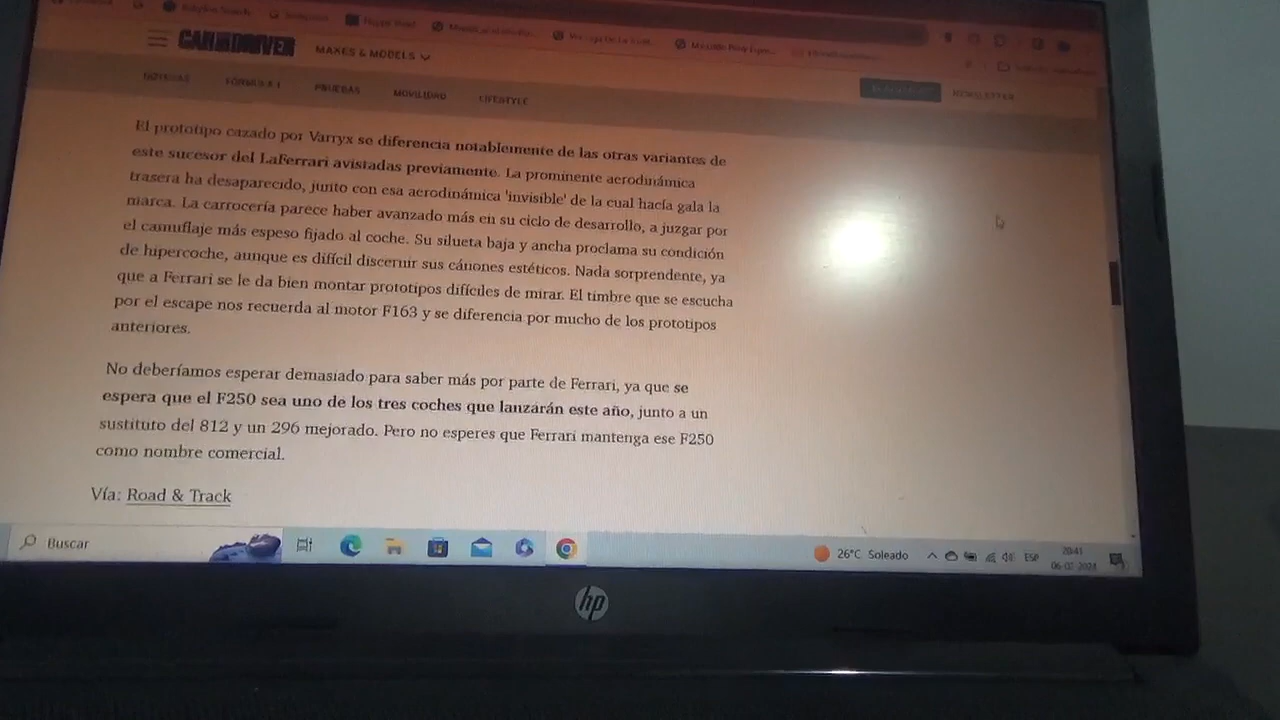 CAR AND DRIVER
MAKES & MODELS
NOTICIAS FÓRMULA 1 PRUEBAS MOVILIDAD LIFESTYLE NEWSLETTER
El prototipo cazado por Varryx se diferencia notablemente de las otras variantes de
este sucesor del LaFerrari avistadas previamente. La prominente aerodinámica
trasera ha desaparecido, junto con esa aerodinámica 'invisible' de la cual hacía gala la
marca. La carrocería parece haber avanzado más en su ciclo de desarrollo, a juzgar por
el camuflaje más espeso fijado al coche. Su silueta baja y ancha proclama su condición
de hipercoche, aunque es difícil discernir sus cánones estéticos. Nada sorprendente, ya
que a Ferrari se le da bien montar prototipos difíciles de mirar. El timbre que se escucha
por el escape nos recuerda al motor F163 y se diferencia por mucho de los prototipos
anteriores.
No deberíamos esperar demasiado para saber más por parte de Ferrari, ya que se
espera que el F250 sea uno de los tres coches que lanzarán este año, junto a un
sustituto del 812 y un 296 mejorado. Pero no esperes que Ferrari mantenga ese F250
como nombre comercial.
Vía: Road & Track
Buscar
26°C Soleado
ESP
20:41
06-02-2024
hp